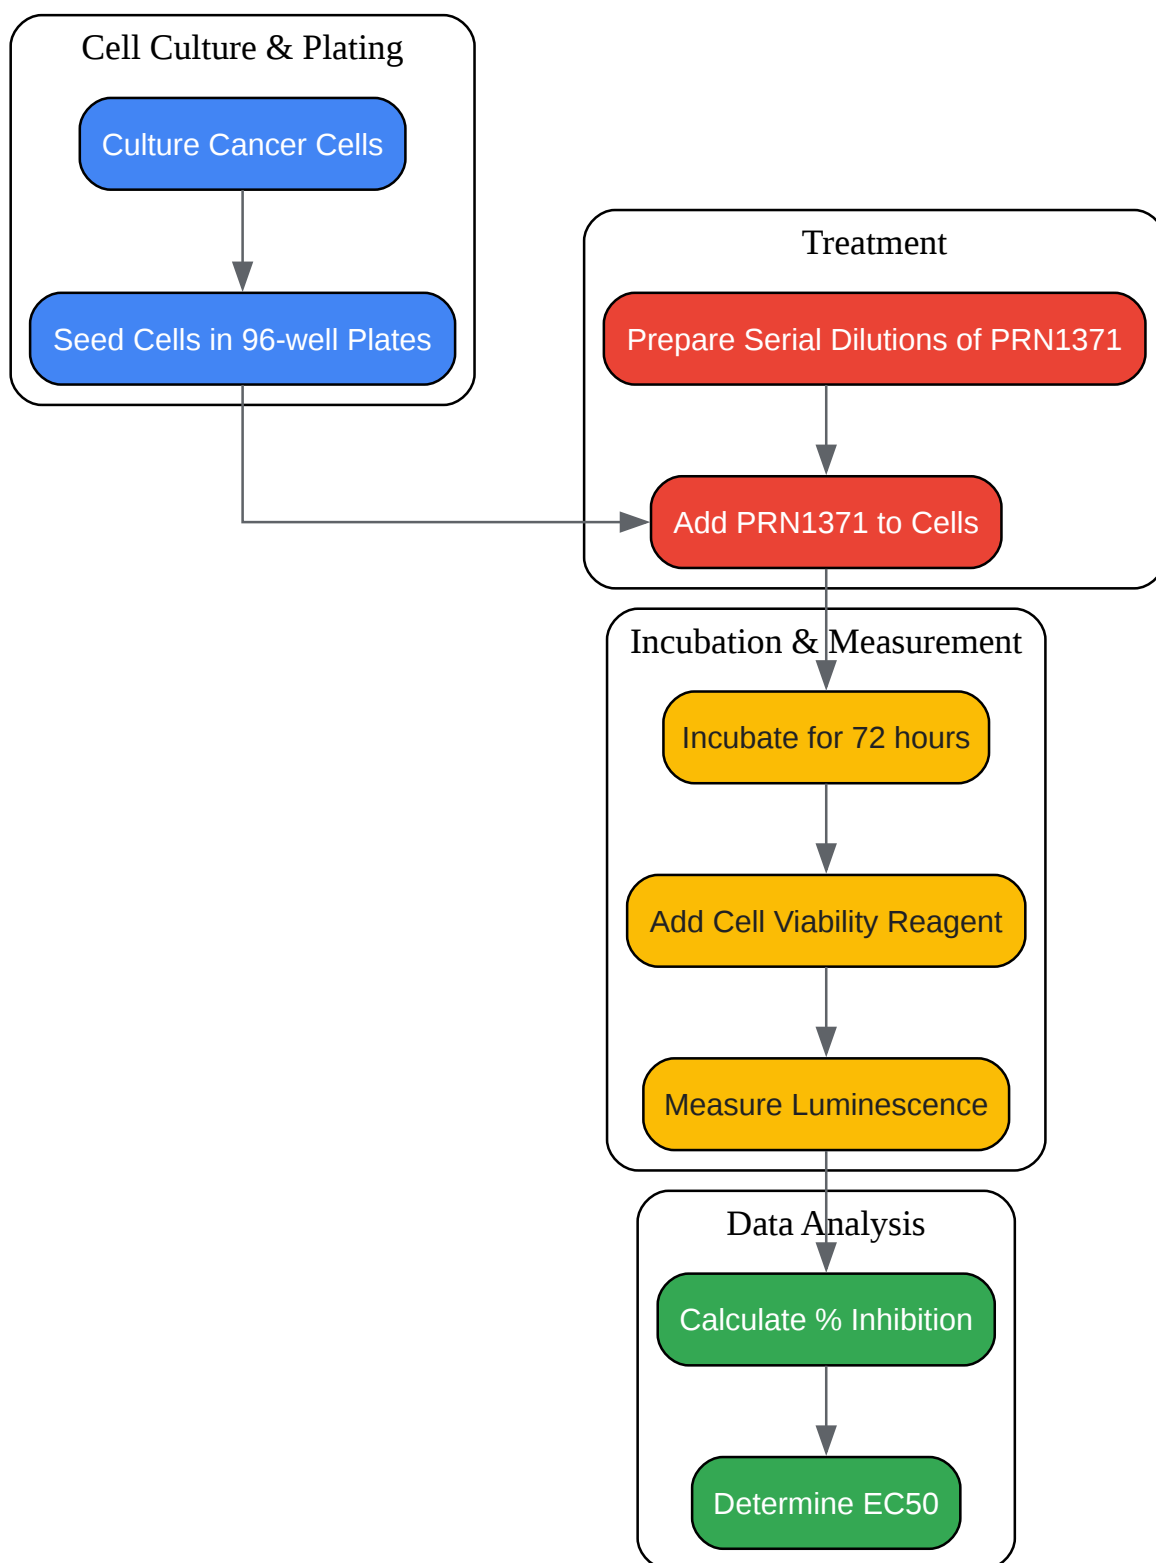 Cell Culture & Plating
Culture Cancer Cells
Seed Cells in 96-well Plates
Treatment
Prepare Serial Dilutions of PRN1371
Add PRN1371 to Cells
Incubation & Measurement
Incubate for 72 hours
Add Cell Viability Reagent
Measure Luminescence
Data Analysis
Calculate % Inhibition
Determine EC50